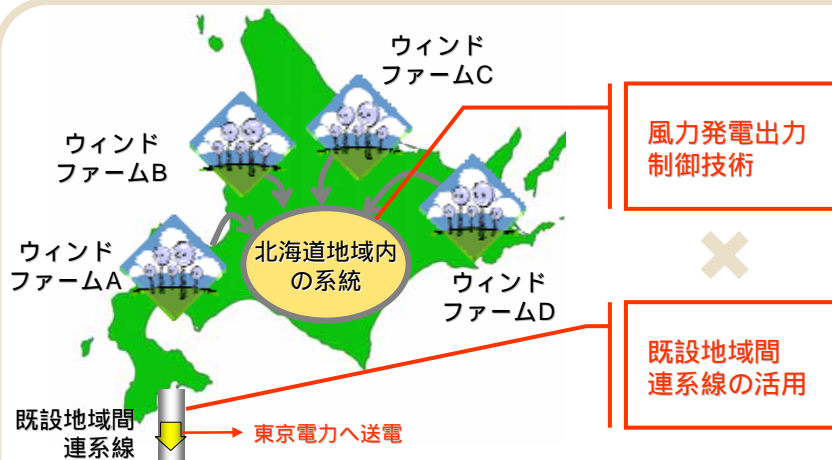 ウィンド
ファームC
ウィンド
ファームB
ウィンド
ファームA
北海道地域内
の系統
ウィンド
ファームD
風力発電出力
制御技術
既設地域間
連系線の活用
既設地域間
連系線
東京電力へ送電